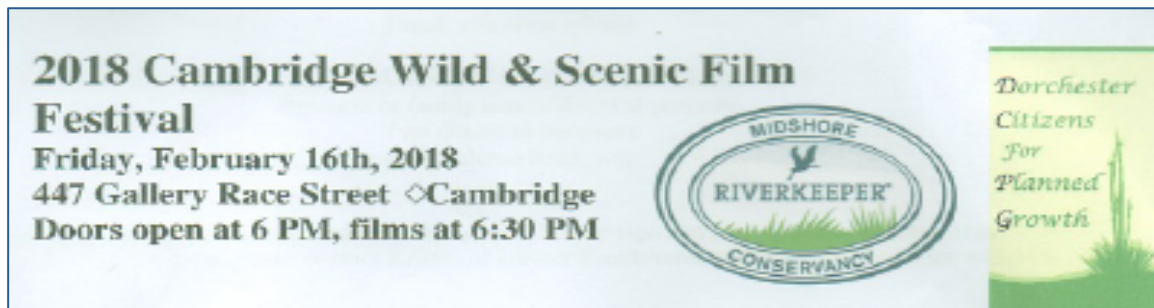 2018 Cambridge Wild & Scenic Film
Festival
Friday, February 16th, 2018
447 Gallery Race Street ◇Cambridge
Doors open at 6 PM, films at 6:30 PM
MIDSHORE
RIVERKEEPER®
CONSERVANCY
Dorchester
Citizens
For
Planned
Growth